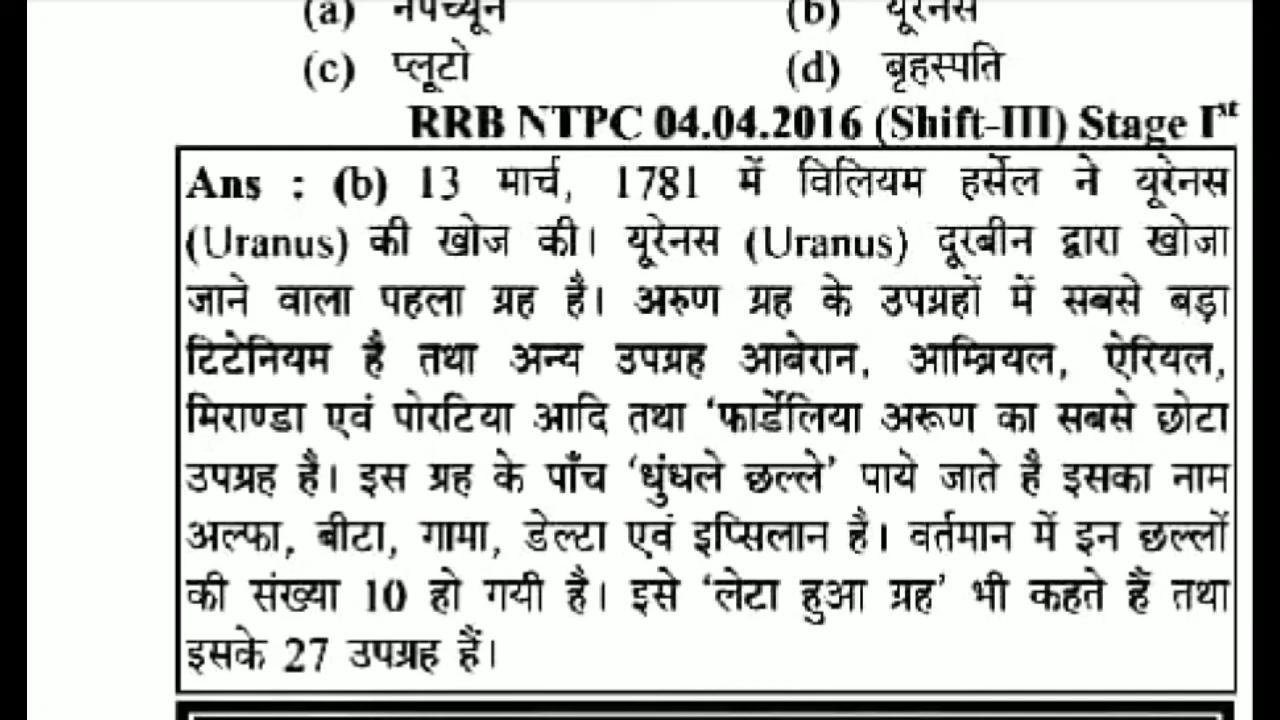 (a) नेपच्यून (b) यूरेनस
(c) प्लूटो (d) बृहस्पति
RRB NTPC 04.04.2016 (Shift-III) Stage Ist
Ans : (b) 13 मार्च, 1781 में विलियम हर्सेल ने यूरेनस
(Uranus) की खोज की। यूरेनस (Uranus) दूरबीन द्वारा खोजा
जाने वाला पहला ग्रह है। अरुण ग्रह के उपग्रहों में सबसे बड़ा
टिटेनियम है तथा अन्य उपग्रह आबेरान, आम्ब्रियल, ऐरियल,
मिराण्डा एवं पोरटिया आदि तथा ‘फार्डेलिया अरूण का सबसे छोटा
उपग्रह है। इस ग्रह के पाँच ‘धुंधले छल्ले’ पाये जाते है इसका नाम
अल्फा, बीटा, गामा, डेल्टा एवं इप्सिलान है। वर्तमान में इन छल्लों
की संख्या 10 हो गयी है। इसे ‘लेटा हुआ ग्रह’ भी कहते हैं तथा
इसके 27 उपग्रह हैं।